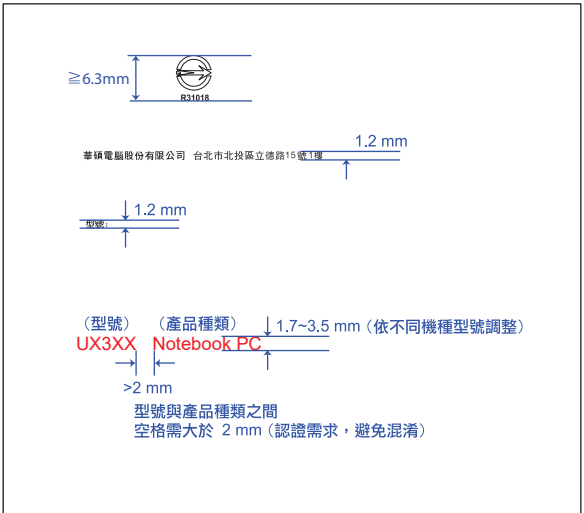 ≧6.3mm
R31018
1.2 mm
華碩電腦股份有限公司 台北市北投區立德路15號1樓
1.2 mm
型號:
(型號) (產品種類) 1.7~3.5 mm (依不同機種型號調整)
UX3XX Notebook PC
>2 mm
型號與產品種類之間
空格需大於 2 mm (認證需求，避免混淆)